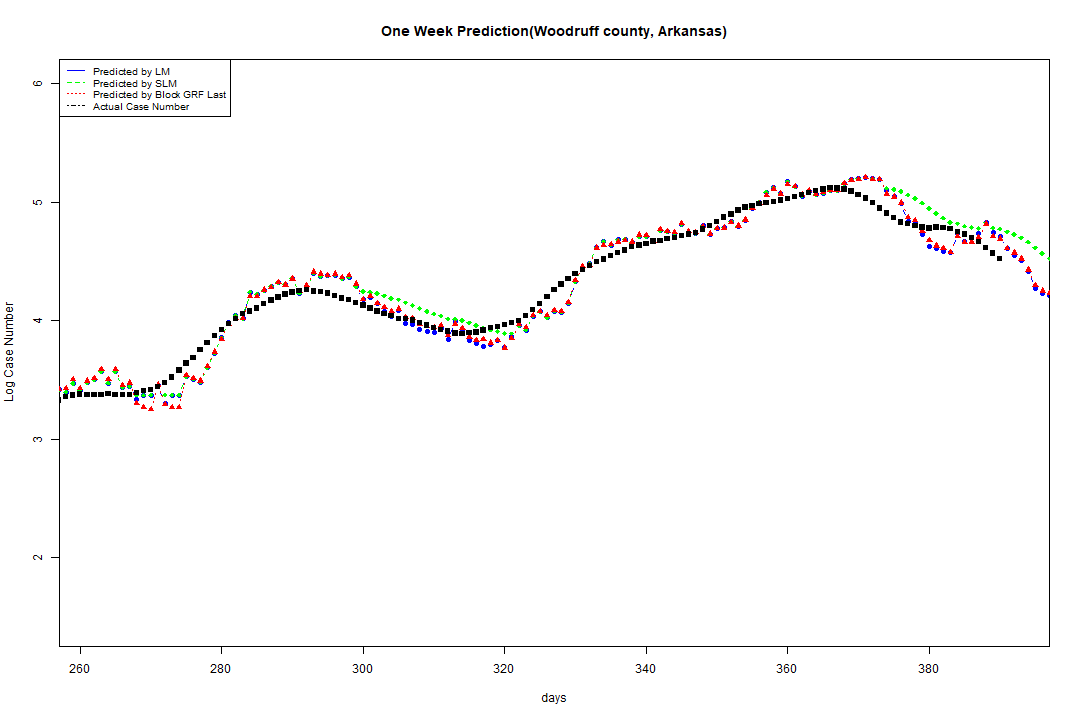 One Week Prediction(Woodruff county, Arkansas)
Predicted by LM
Predicted by SLM
Predicted by Block GRF Last
Actual Case Number
6
5
4
3
2
Log Case Number
260 280 300 320 340 360 380
days